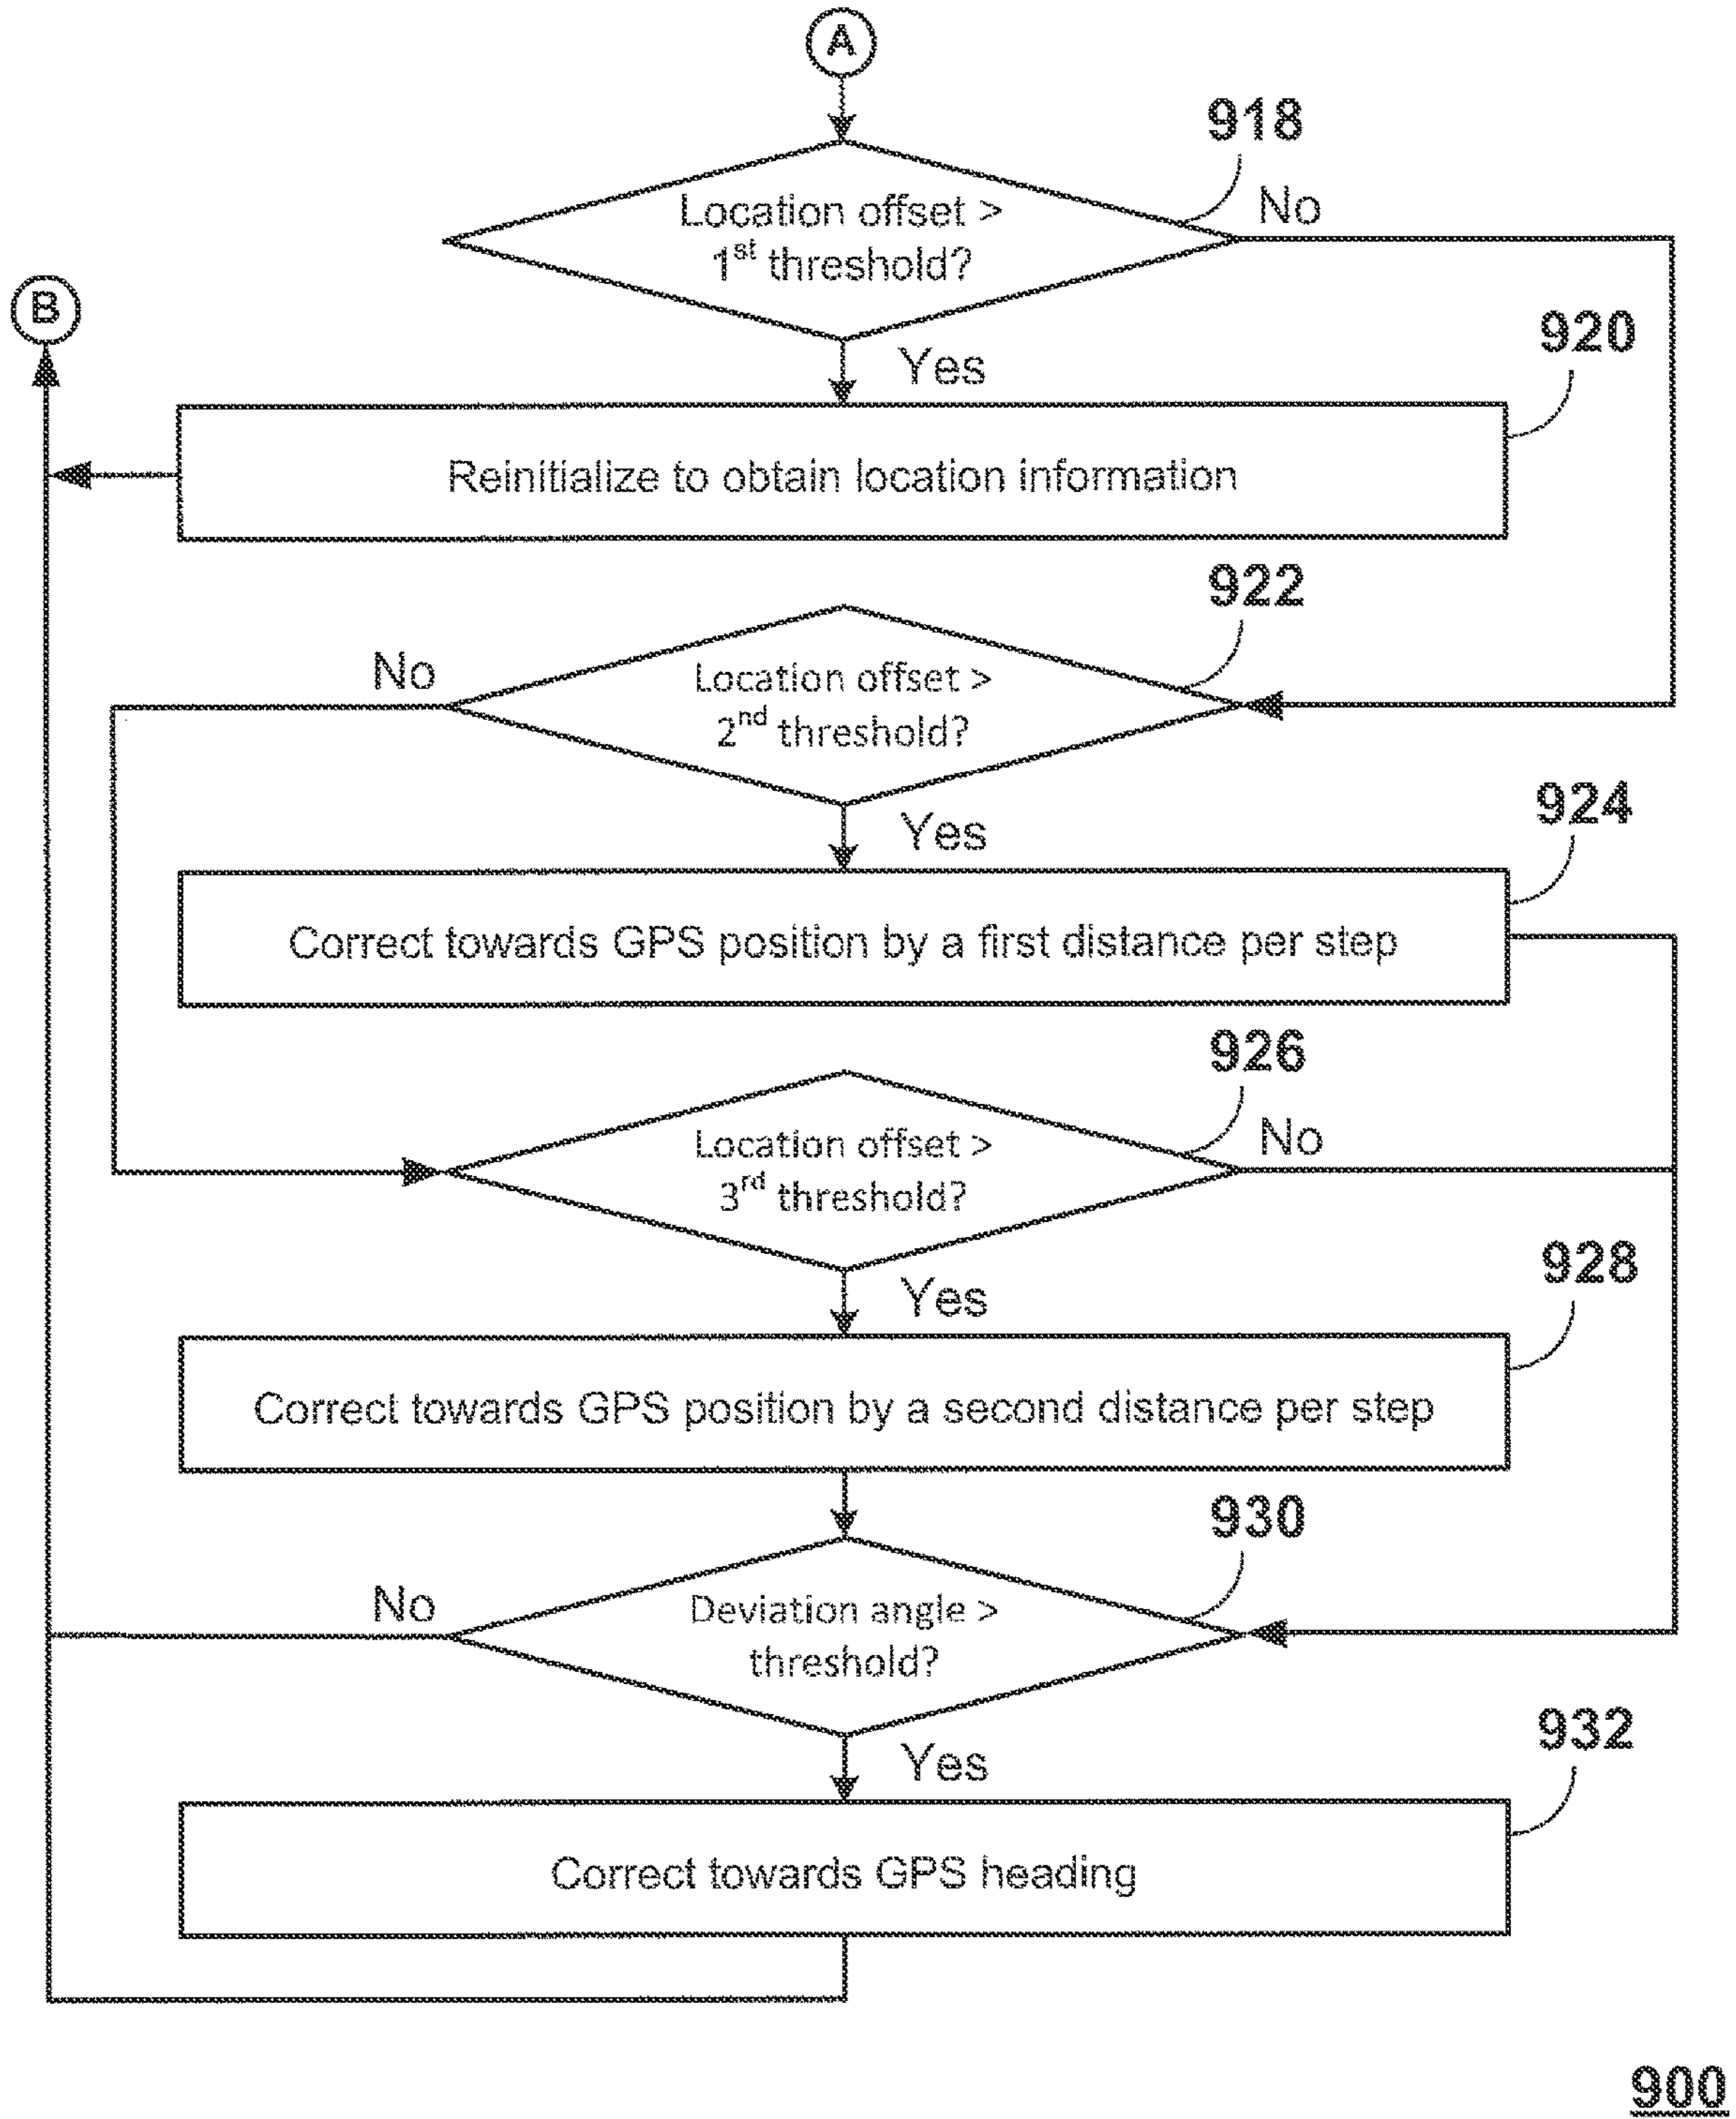 A
918
Location offset >
1st threshold?
No
B
Yes
920
Reinitialize to obtain location information
922
No
Location offset >
2nd threshold?
Yes
924
Correct towards GPS position by a first distance per step
926
Location offset >
3rd threshold?
No
Yes
928
Correct towards GPS position by a second distance per step
930
No
Deviation angle >
threshold?
Yes
932
Correct towards GPS heading
900